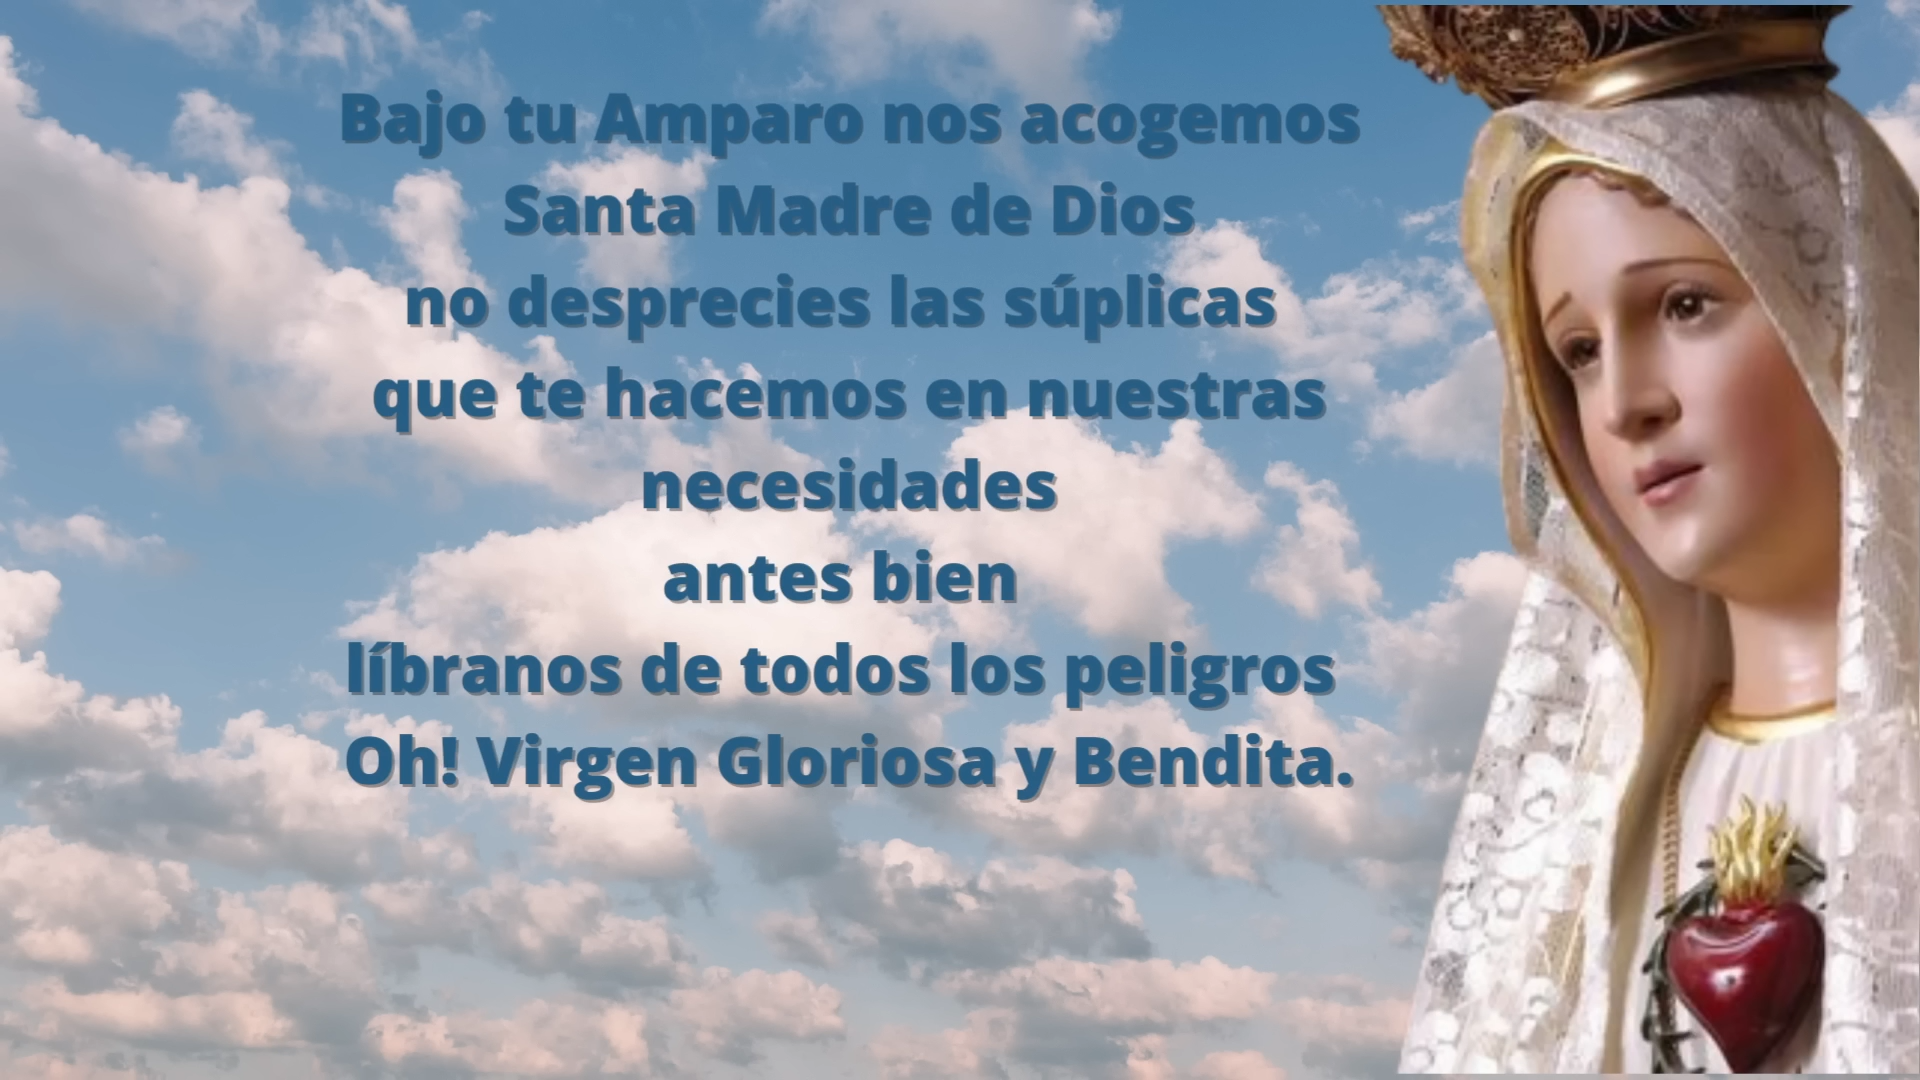 Bajo tu Amparo nos acogemos
Santa Madre de Dios
no desprecies las súplicas
que te hacemos en nuestras
necesidades
antes bien
líbranos de todos los peligros
Oh! Virgen Gloriosa y Bendita.